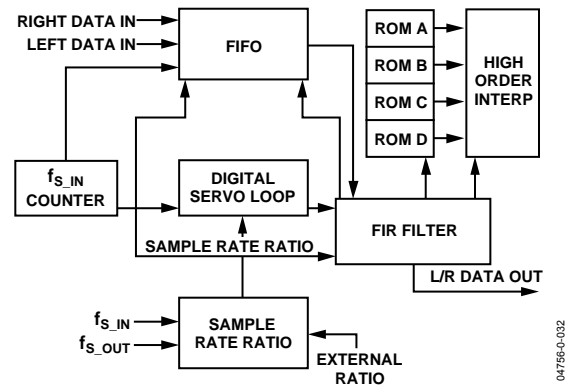 RIGHT DATA IN
LEFT DATA IN
FIFO
ROM A
ROM B
ROM C
ROM D
HIGH
ORDER
INTERP
fS_IN
COUNTER
DIGITAL
SERVO LOOP
SAMPLE RATE RATIO
FIR FILTER
L/R DATA OUT
fS_IN
fS_OUT
SAMPLE
RATE RATIO
EXTERNAL
RATIO
04756-0-032